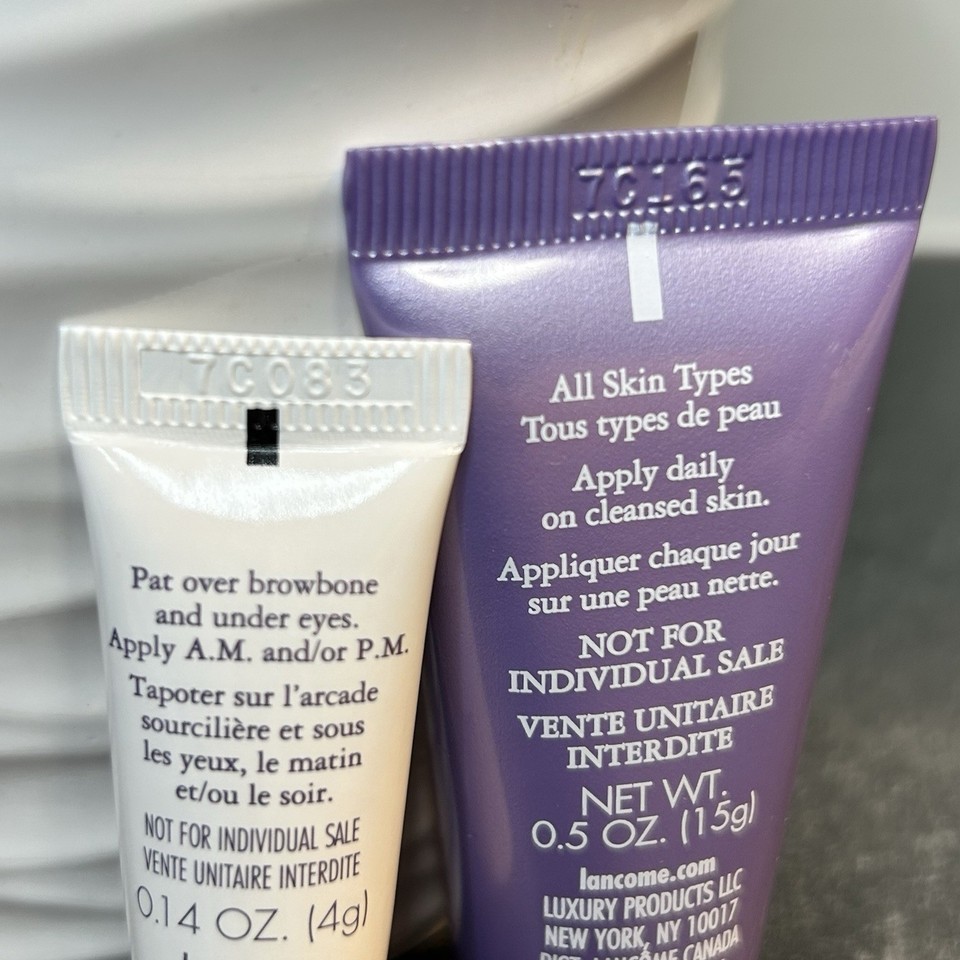 7C083
Pat over browbone
and under eyes.
Apply A.M. and/or P.M.
Tapoter sur l'arcade
sourcilière et sous
les yeux, le matin
et/ou le soir.
NOT FOR INDIVIDUAL SALE
VENTE UNITAIRE INTERDITE
0.14 OZ. (4g)
7C165
All Skin Types
Tous types de peau
Apply daily
on cleansed skin.
Appliquer chaque jour
sur une peau nette.
NOT FOR
INDIVIDUAL SALE
VENTE UNITAIRE
INTERDITE
NET WT.
0.5 OZ. (15g)
lancome.com
LUXURY PRODUCTS LLC
NEW YORK, NY 10017
DIST. LANCÔME CANADA